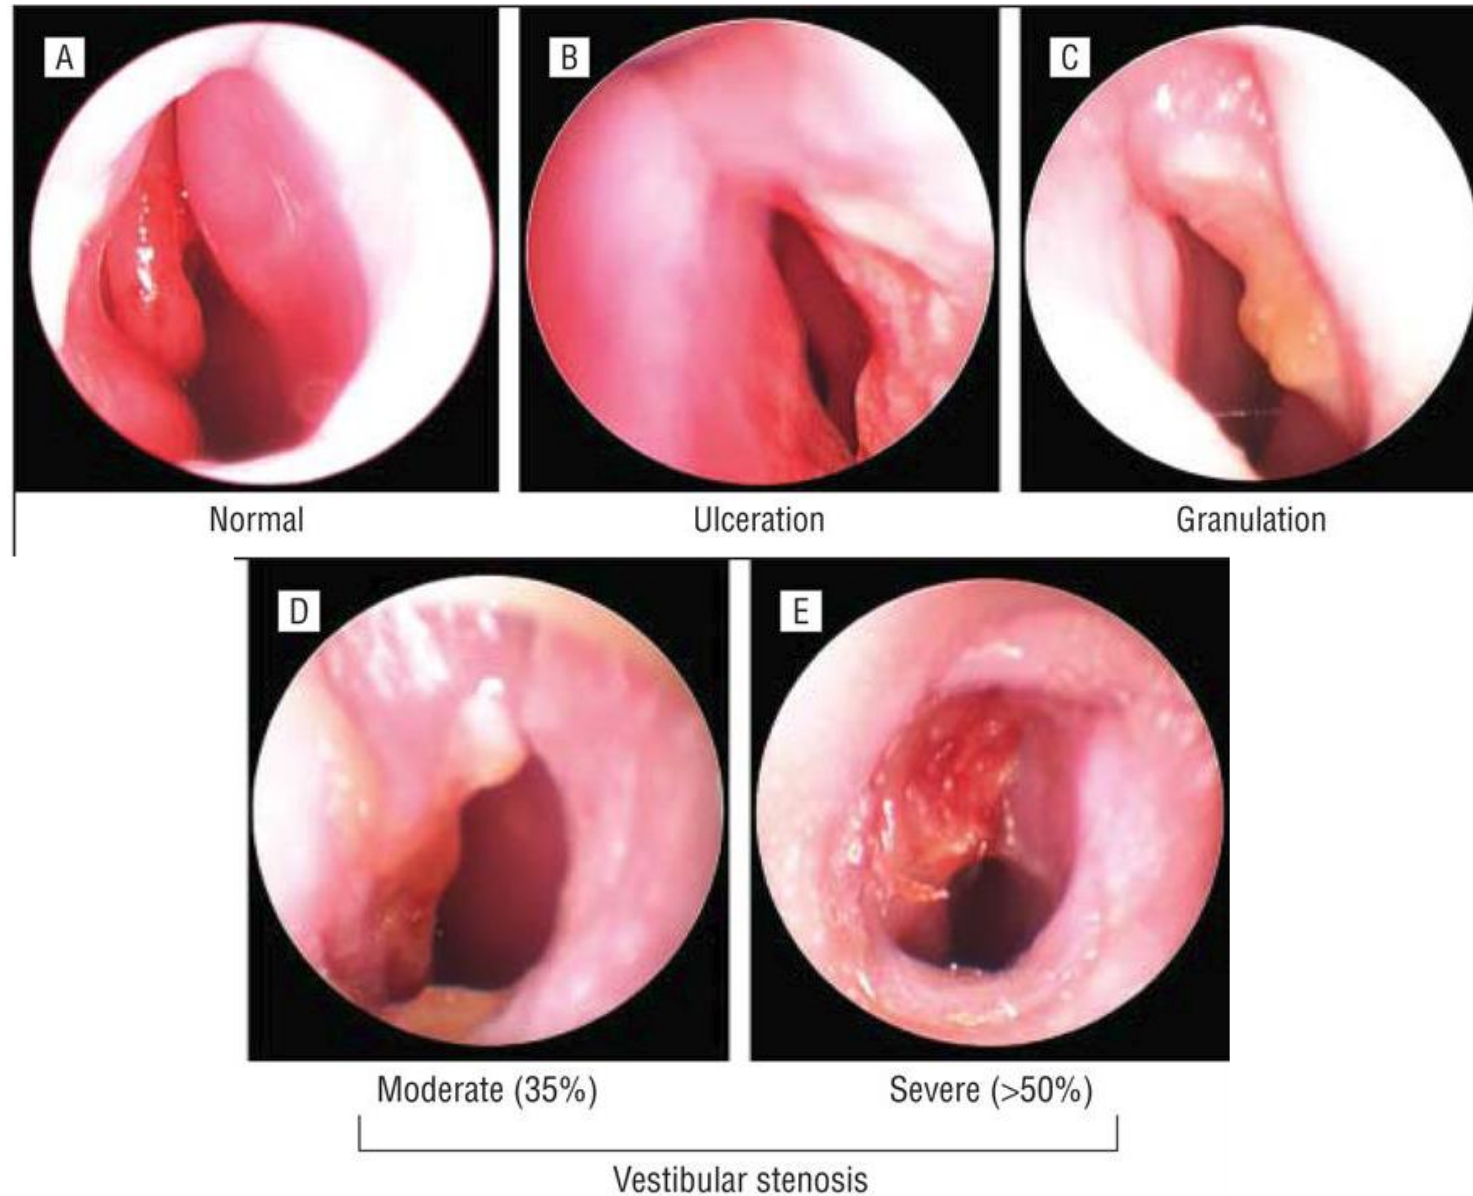 A
B
C
Normal
Ulceration
Granulation
D
E
Moderate (35%)
Severe (>50%)
Vestibular stenosis